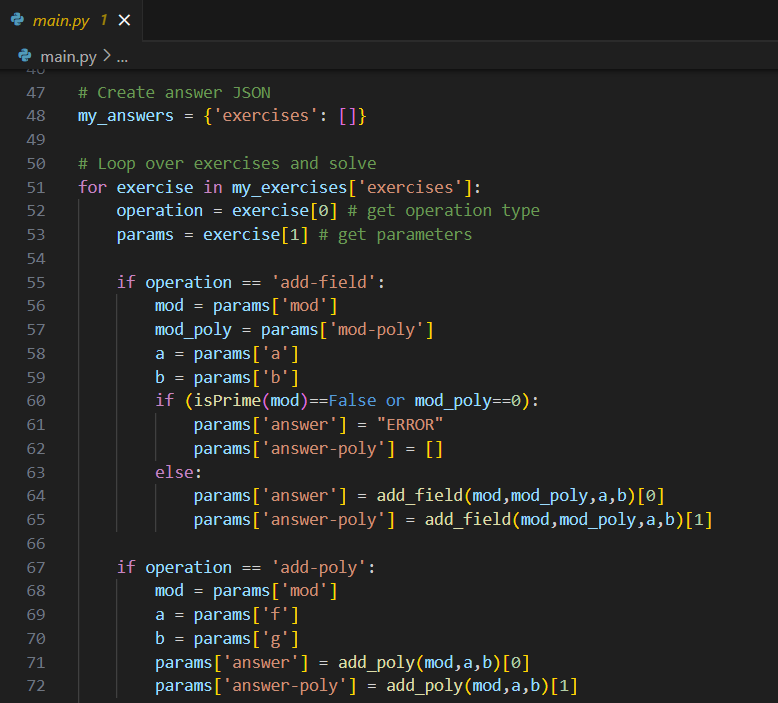 main.py 1 ×
main.py > ...
46
47 # Create answer JSON
48 my_answers = {'exercises': []}
49
50 # Loop over exercises and solve
51 for exercise in my_exercises['exercises']:
52     operation = exercise[0] # get operation type
53     params = exercise[1] # get parameters
54
55     if operation == 'add-field':
56         mod = params['mod']
57         mod_poly = params['mod-poly']
58         a = params['a']
59         b = params['b']
60         if (isPrime(mod)==False or mod_poly==0):
61             params['answer'] = "ERROR"
62             params['answer-poly'] = []
63         else:
64             params['answer'] = add_field(mod,mod_poly,a,b)[0]
65             params['answer-poly'] = add_field(mod,mod_poly,a,b)[1]
66
67     if operation == 'add-poly':
68         mod = params['mod']
69         a = params['f']
70         b = params['g']
71         params['answer'] = add_poly(mod,a,b)[0]
72         params['answer-poly'] = add_poly(mod,a,b)[1]